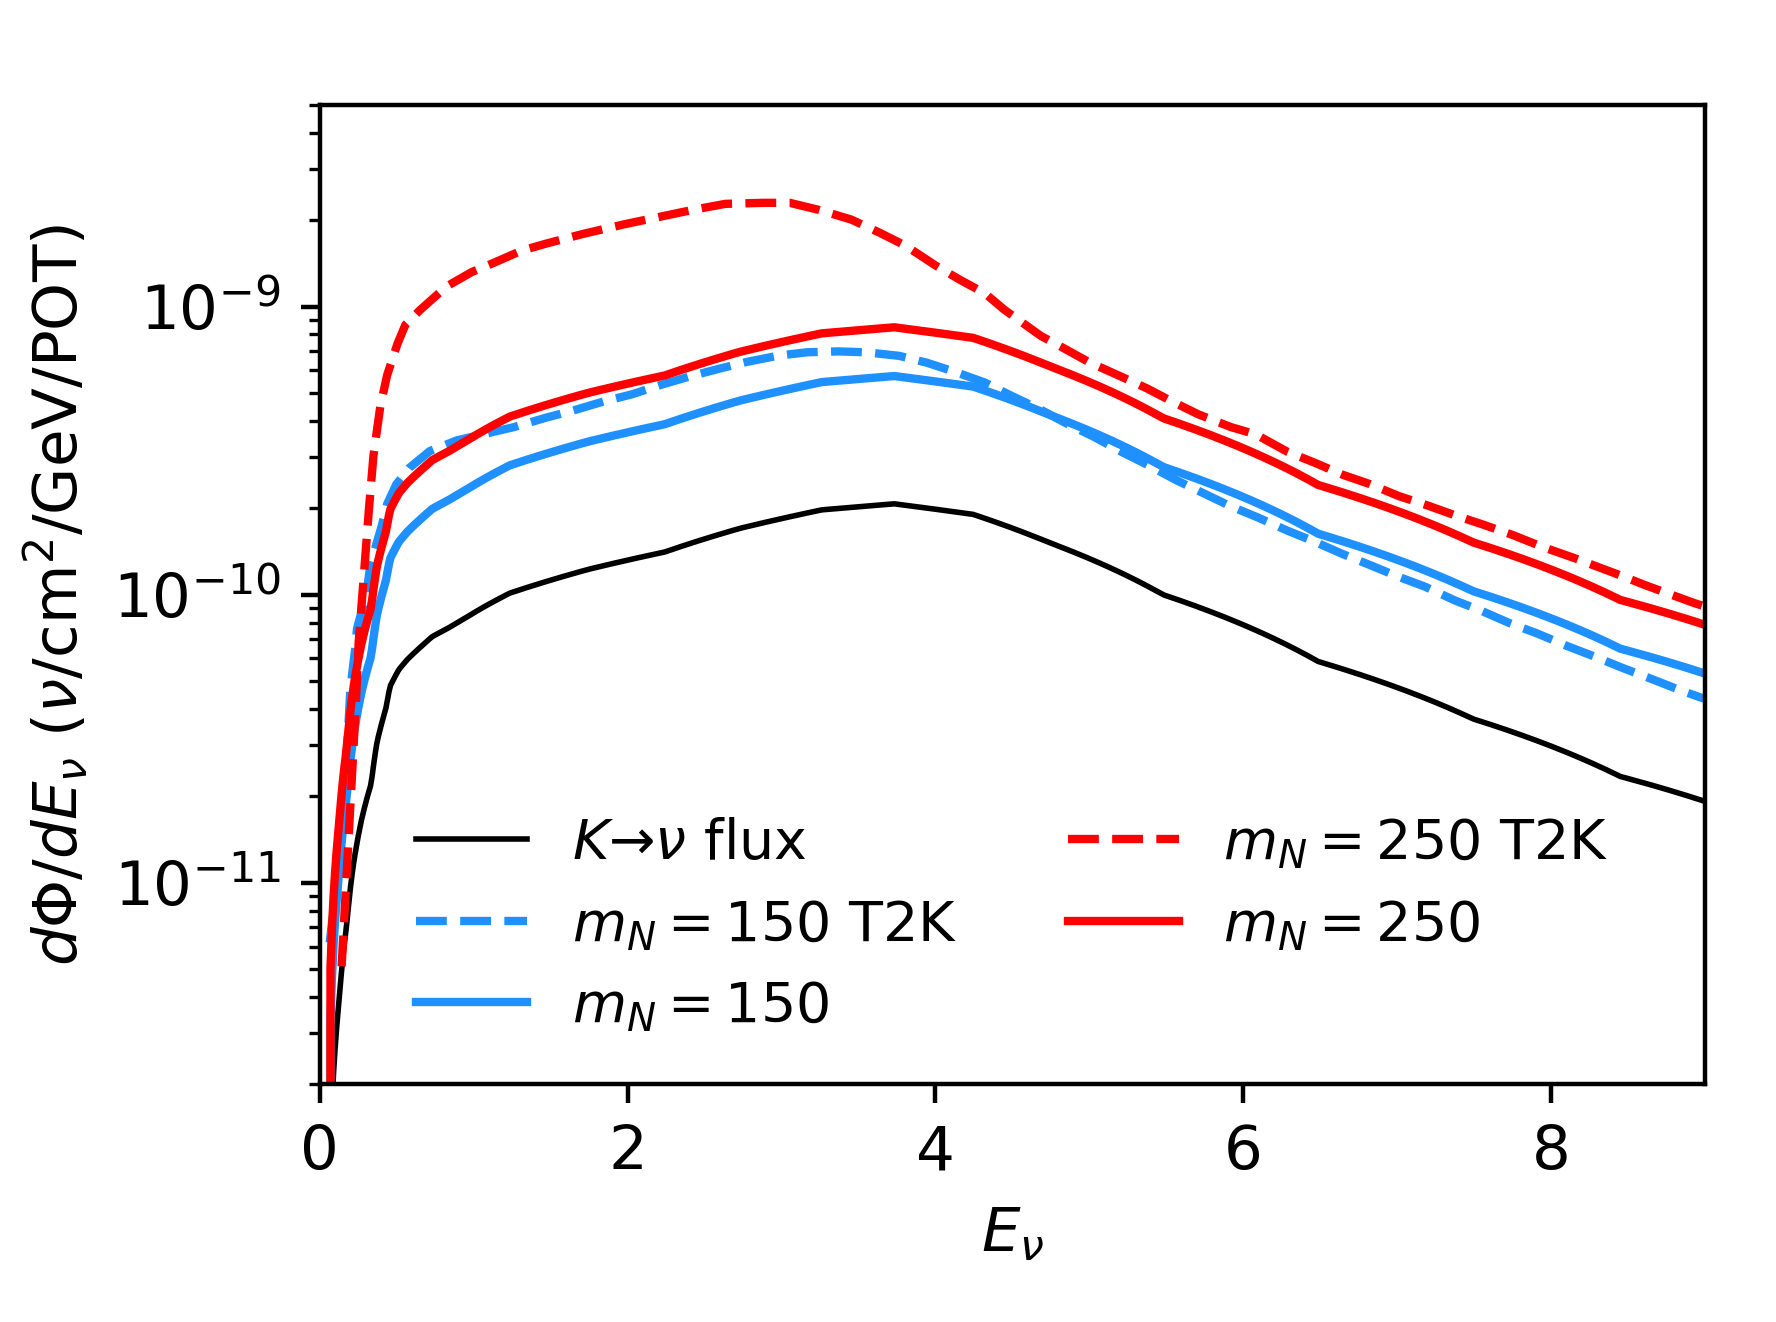 dΦ/dE_ν (ν/cm²/GeV/POT)
10⁻⁹
10⁻¹⁰
10⁻¹¹
K→ν flux
m_N = 150 T2K
m_N = 150
m_N = 250 T2K
m_N = 250
0 2 4 6 8
E_ν